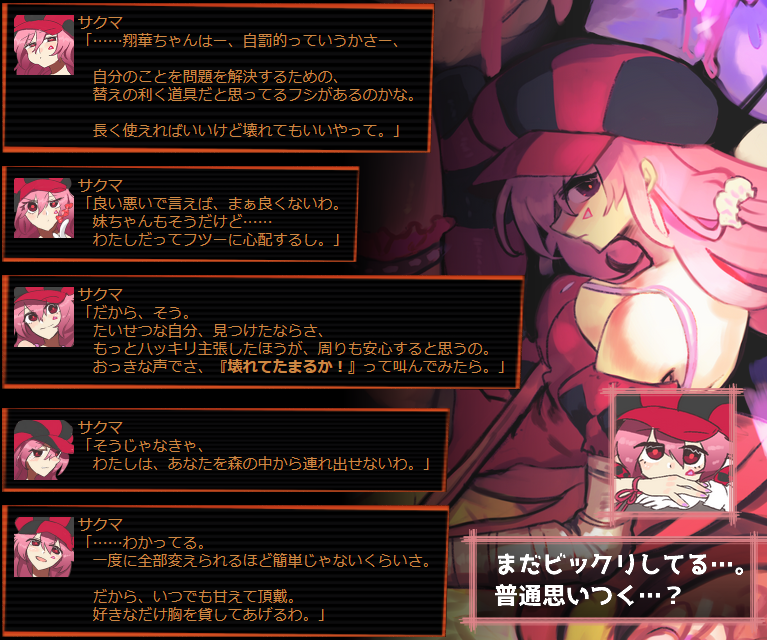 サクマ
「……翔華ちゃんはー、自罰的っていうかさー、
自分のことを問題を解決するための、
替えの利く道具だと思ってるフシがあるのかな。
長く使えればいいけど壊れてもいいやって。」
サクマ
「良い悪いで言えば、まぁ良くないわ。
妹ちゃんもそうだけど……
わたしだってフツーに心配するし。」
サクマ
「だから、そう。
たいせつな自分、見つけたならさ、
もっとハッキリ主張したほうが、周りも安心すると思うの。
おっきな声でさ、『壊れてたまるか！』って叫んでみたら。」
サクマ
「そうじゃなきゃ、
わたしは、あなたを森の中から連れ出せないわ。」
サクマ
「……わかってる。
一度に全部変えられるほど簡単じゃないくらいさ。
だから、いつでも甘えて頂戴。
好きなだけ胸を貸してあげるわ。」
まだビックリしてる…。
普通思いつく…？